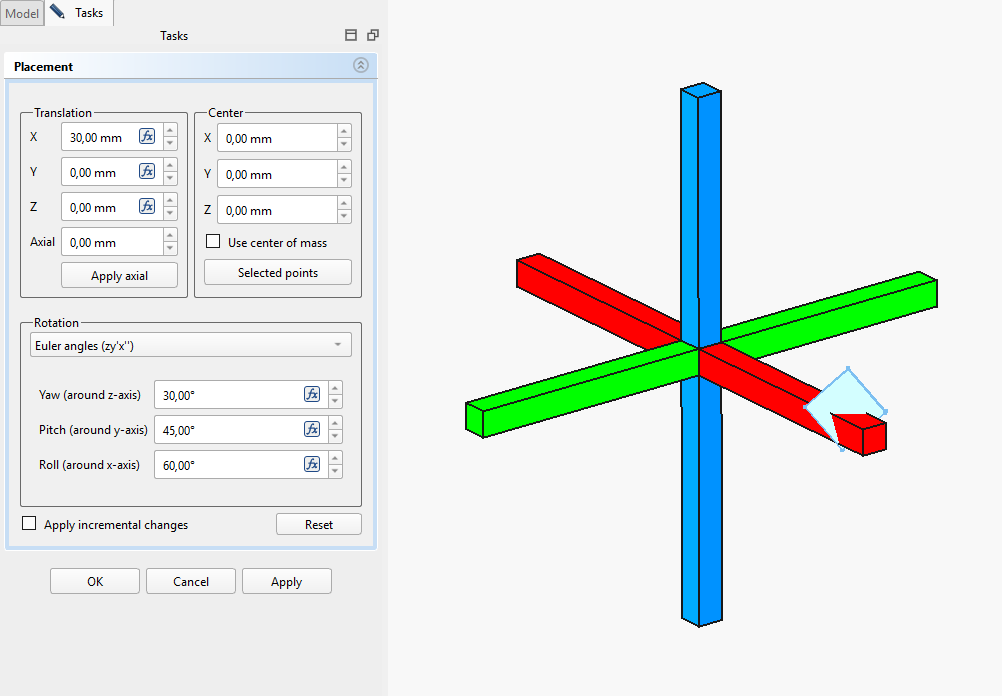 Model
Tasks
Tasks
Placement
Translation
X 30,00 mm
Y 0,00 mm
Z 0,00 mm
Axial 0,00 mm
Apply axial
Center
X 0,00 mm
Y 0,00 mm
Z 0,00 mm
Use center of mass
Selected points
Rotation
Euler angles (zy'x'')
Yaw (around z-axis) 30,00°
Pitch (around y-axis) 45,00°
Roll (around x-axis) 60,00°
Apply incremental changes
Reset
OK
Cancel
Apply